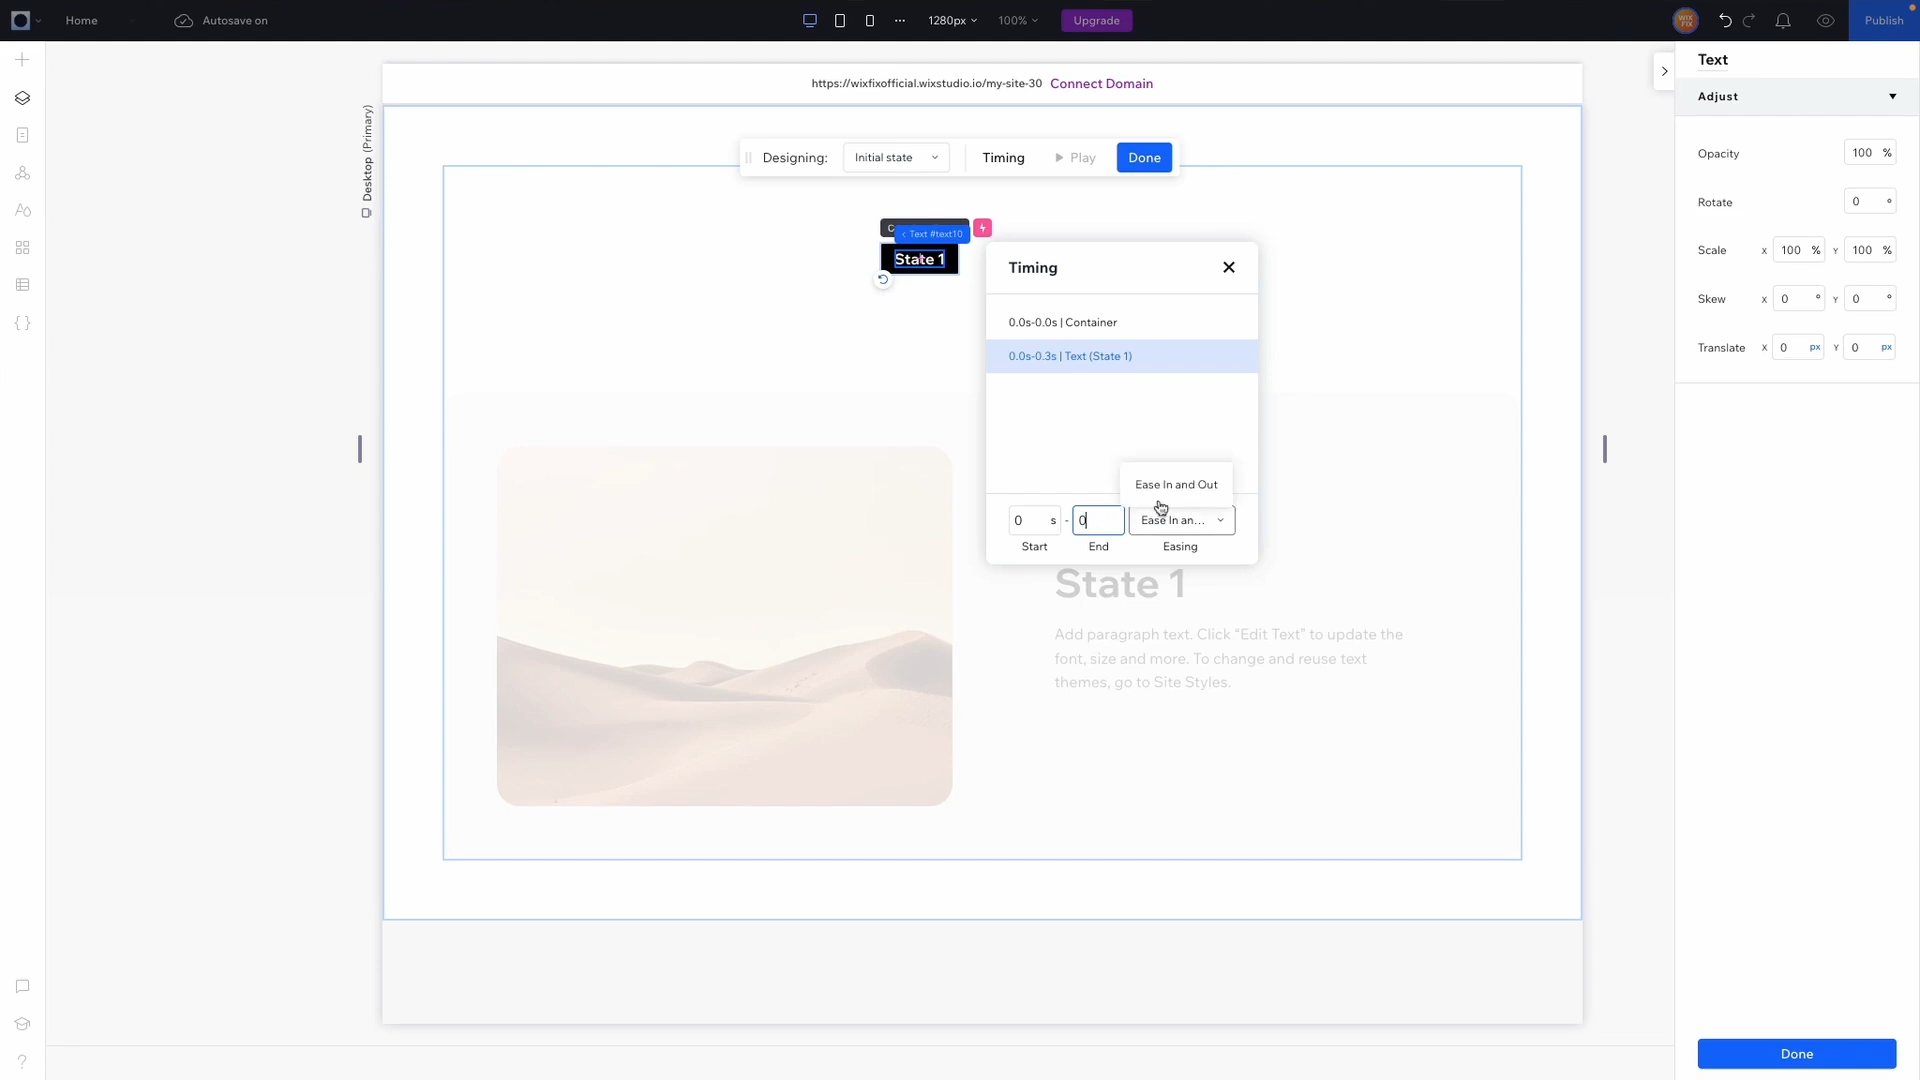 Home
Autosave on
1280px
100%
Upgrade
WIX FIX
Publish
https://wixfixofficial.wixstudio.io/my-site-30 Connect Domain
Desktop (Primary)
Designing:
Initial state
Timing
Play
Done
< Text #text10
State 1
Timing
0.0s-0.0s | Container
0.0s-0.3s | Text (State 1)
Ease In and Out
0 s - 0 Ease In an...
Start End Easing
State 1
Add paragraph text. Click “Edit Text” to update the
font, size and more. To change and reuse text
themes, go to Site Styles.
Text
Adjust
Opacity 100 %
Rotate 0 °
Scale X 100 % Y 100 %
Skew X 0 ° Y 0 °
Translate X 0 px Y 0 px
Done